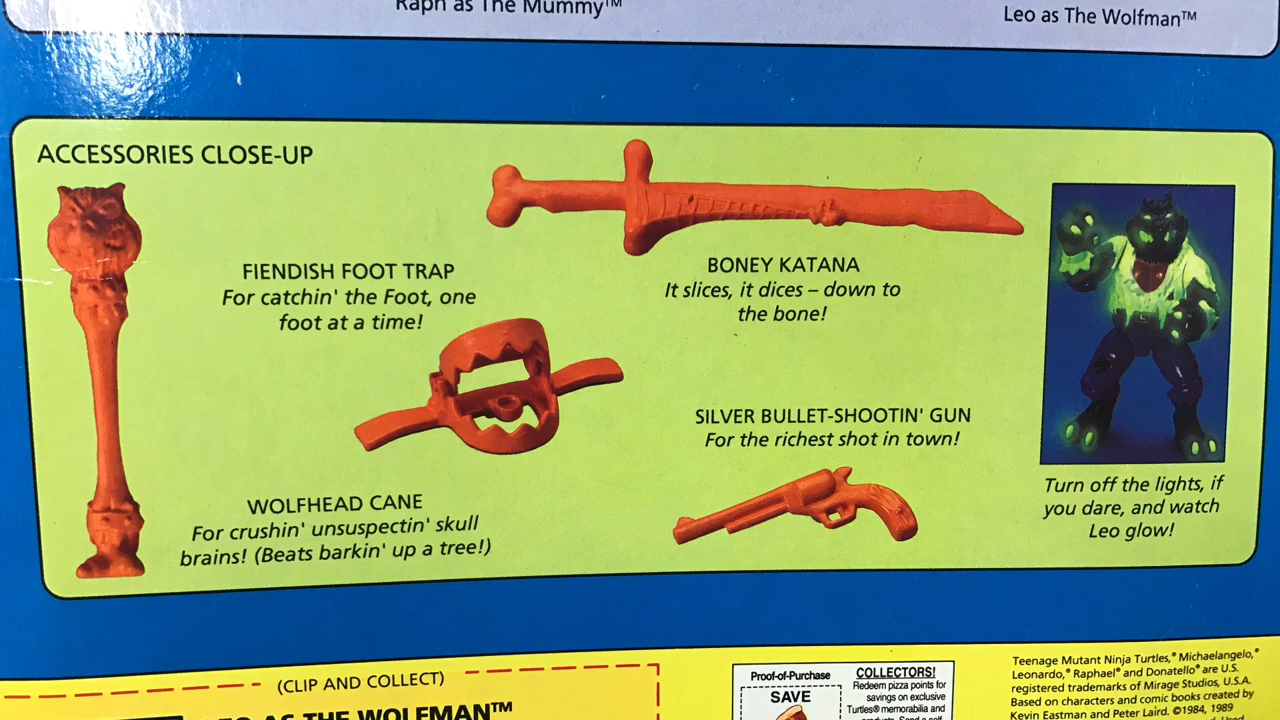 Raph as The Mummy™
Leo as The Wolfman™
ACCESSORIES CLOSE-UP
FIENDISH FOOT TRAP
For catchin' the Foot, one
foot at a time!
BONEY KATANA
It slices, it dices – down to
the bone!
SILVER BULLET-SHOOTIN' GUN
For the richest shot in town!
WOLFHEAD CANE
For crushin' unsuspectin' skull
brains! (Beats barkin' up a tree!)
Turn off the lights, if
you dare, and watch
Leo glow!
(CLIP AND COLLECT)
LEO AS THE WOLFMAN™
Proof-of-Purchase
SAVE
COLLECTORS!
Redeem pizza points for
savings on exclusive
Turtles® memorabilia and
Teenage Mutant Ninja Turtles,® Michaelangelo,®
Leonardo,® Raphael® and Donatello® are U.S.
registered trademarks of Mirage Studios, U.S.A.
Based on characters and comic books created by
Kevin Eastman and Peter Laird. ©1984, 1989